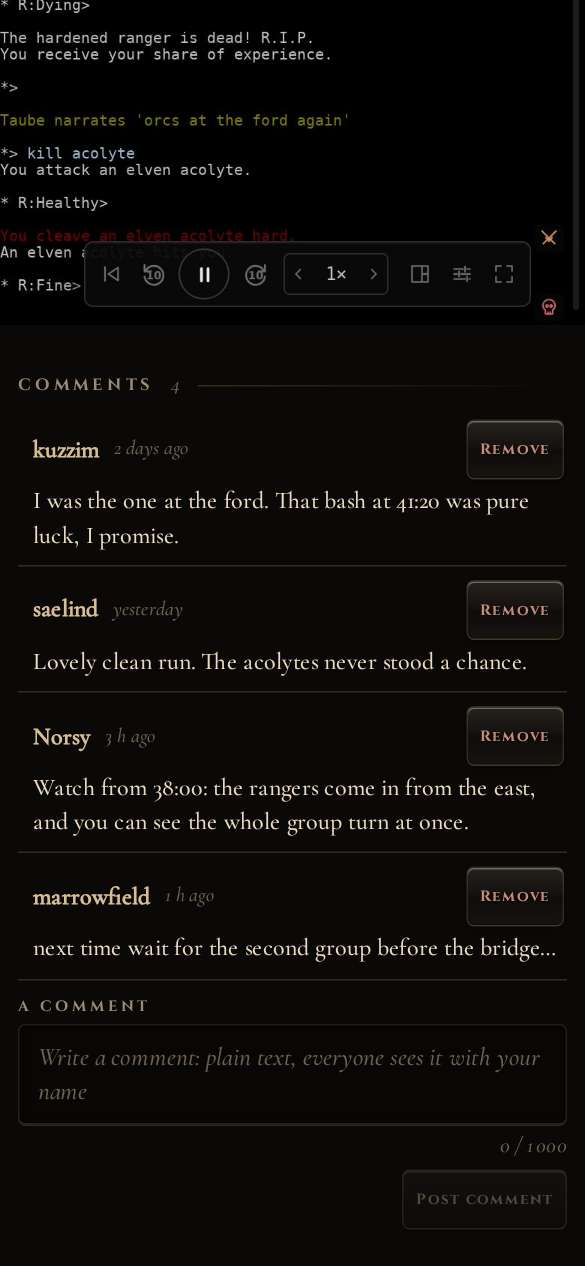 * R:Dying>
The hardened ranger is dead! R.I.P.
You receive your share of experience.
*>
Taube narrates 'orcs at the ford again'
*> kill acolyte
You attack an elven acolyte.
* R:Healthy>
You cleave an elven acolyte hard.
An elven acolyte hits
* R:Fine>
10
1×
10
COMMENTS 4
kuzzim 2 days ago
REMOVE
I was the one at the ford. That bash at 41:20 was pure
luck, I promise.
saelind yesterday
REMOVE
Lovely clean run. The acolytes never stood a chance.
Norsy 3 h ago
REMOVE
Watch from 38:00: the rangers come in from the east,
and you can see the whole group turn at once.
marrowfield 1 h ago
REMOVE
next time wait for the second group before the bridge...
A COMMENT
Write a comment: plain text, everyone sees it with your
name
0 / 1000
POST COMMENT